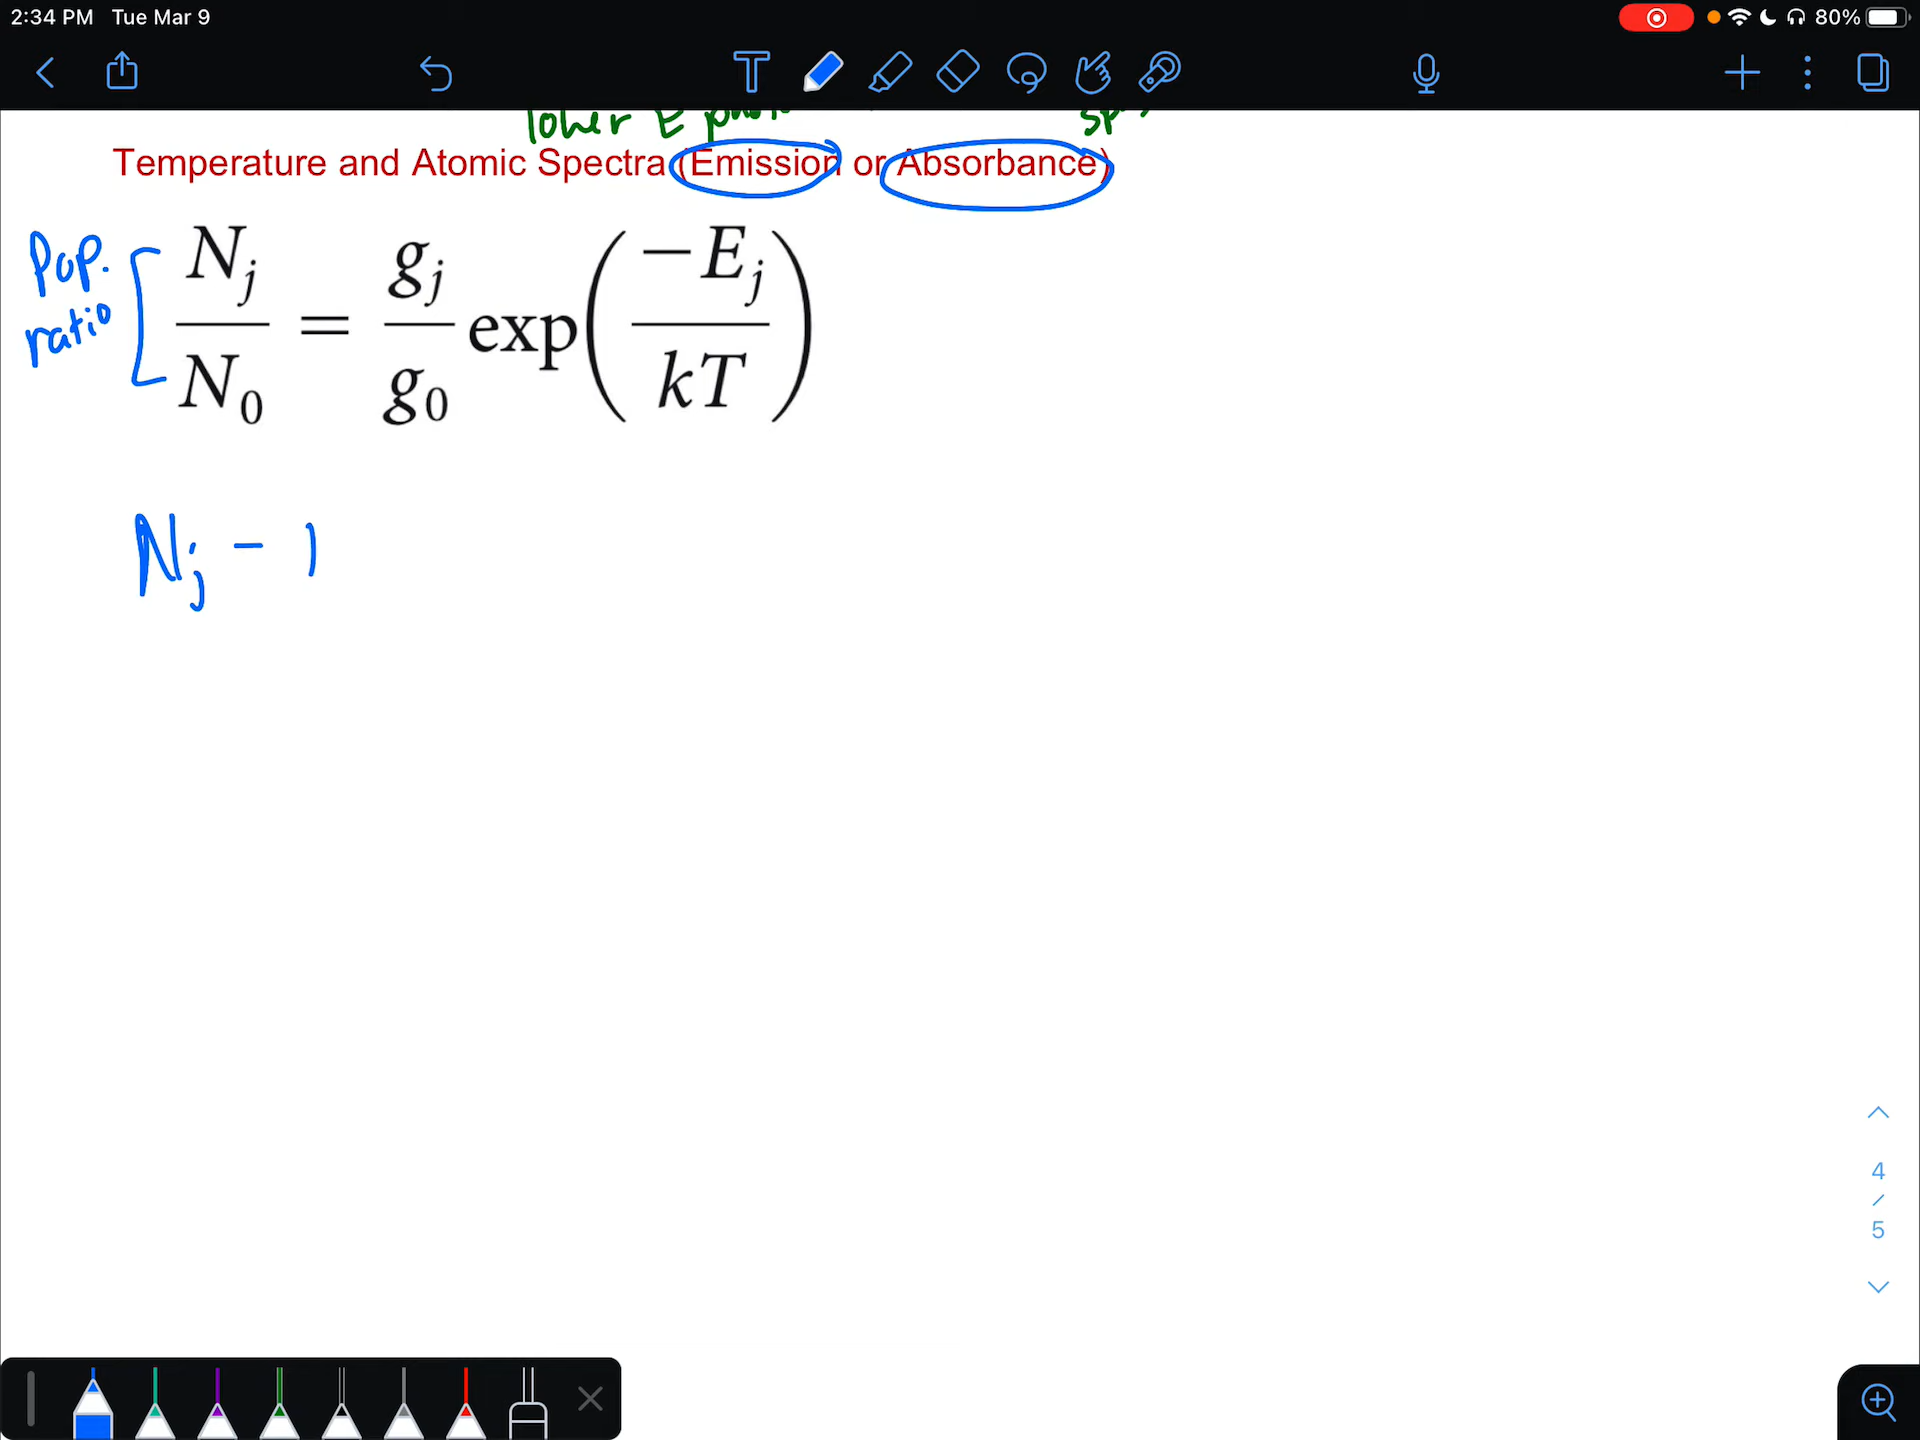 2:34 PM Tue Mar 9 80%
lower E
Temperature and Atomic Spectra (Emission or Absorbance)
Pop. ratio
N_j / N_0 = g_j / g_0 exp(-E_j / kT)
N_j -
4 / 5